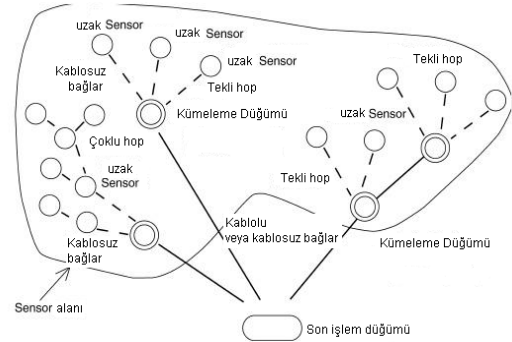 uzak Sensor
uzak Sensor
uzak Sensor
Kablosuz
bağlar
Tekli hop
Tekli hop
Kümeleme Düğümü
uzak Sensor
Çoklu hop
uzak
Sensor
Tekli hop
Kablolu
veya kablosuz bağlar
Kümeleme Düğümü
Kablosuz
bağlar
Sensor alanı
Son işlem düğümü